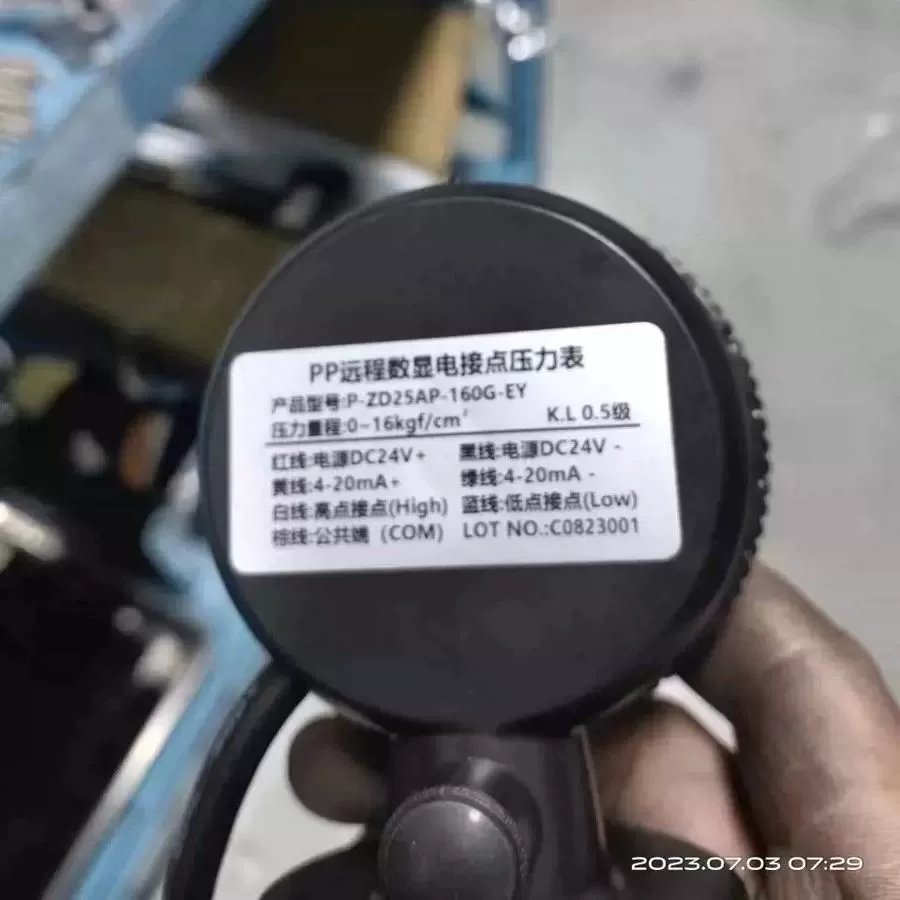 PP远程数显电接点压力表
产品型号:P-ZD25AP-160G-EY
压力量程:0-16kgf/cm² K.L 0.5级
红线:电源DC24V+ 黑线:电源DC24V -
黄线:4-20mA+ 绿线:4-20mA -
白线:高点接点(High) 蓝线:低点接点(Low)
棕线:公共端 (COM) LOT NO.:C0823001
2023.07.03 07:29